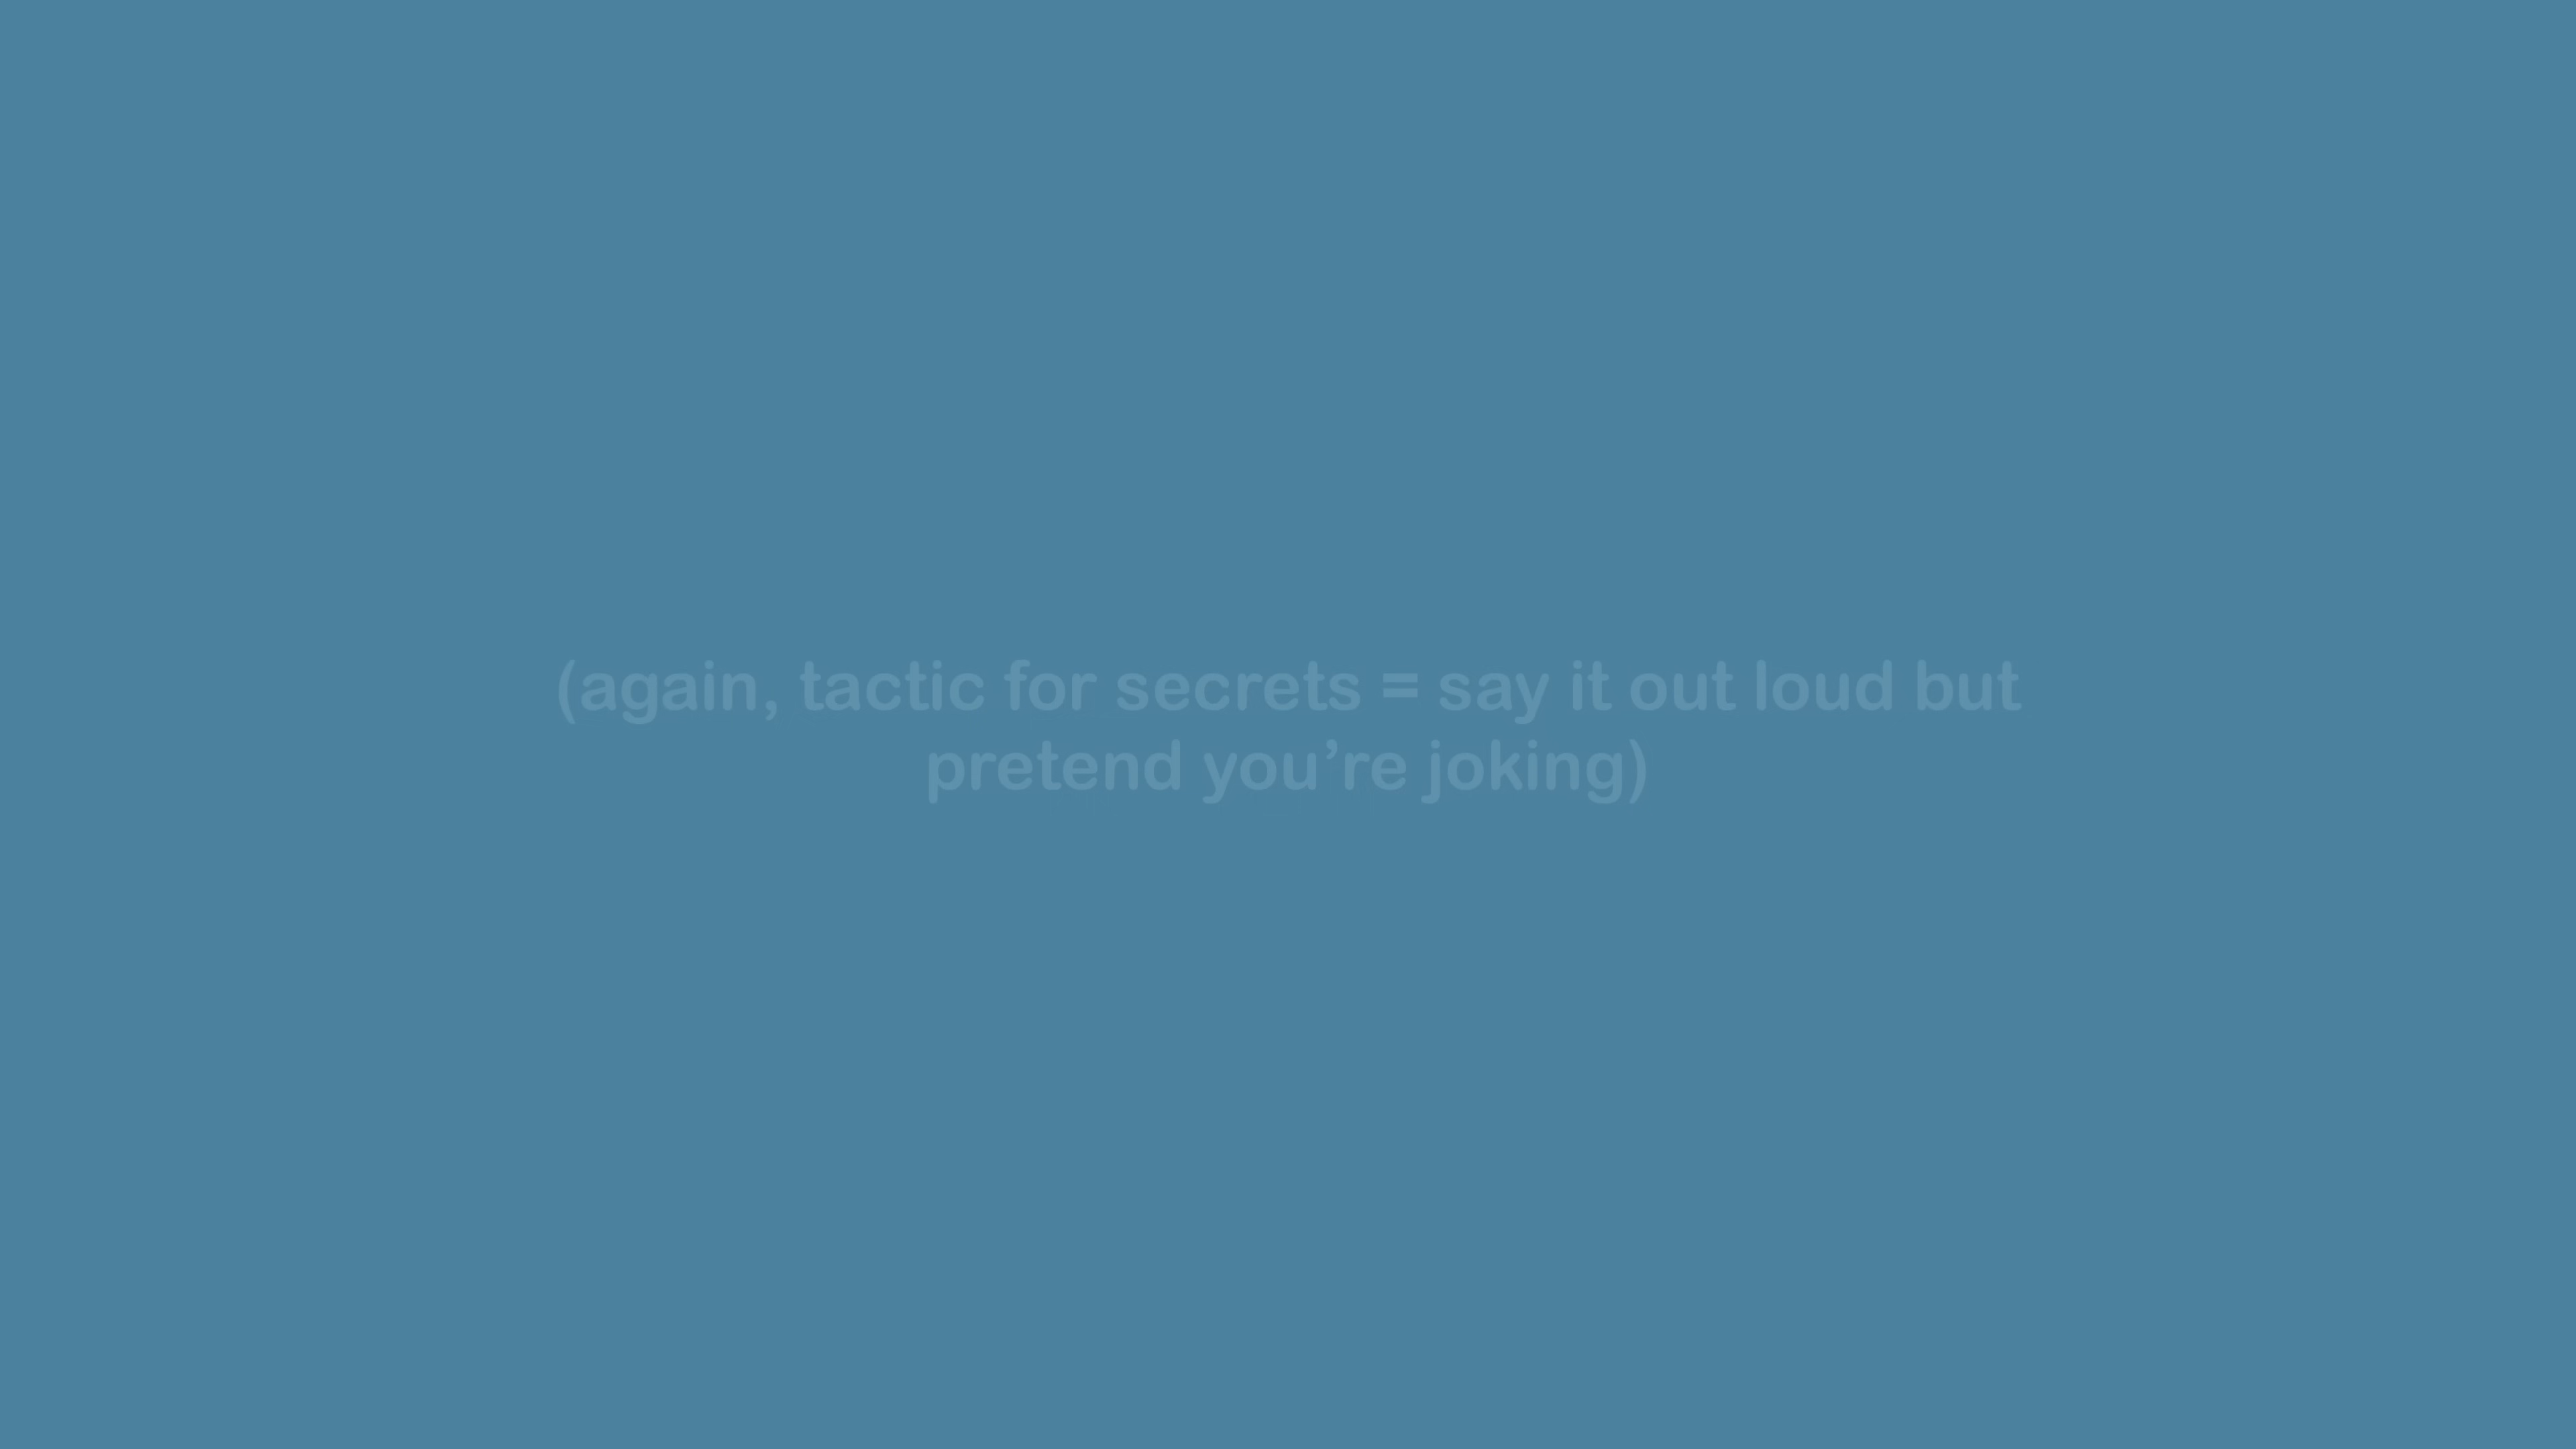 (again, tactic for secrets = say it out loud but
pretend you’re joking)